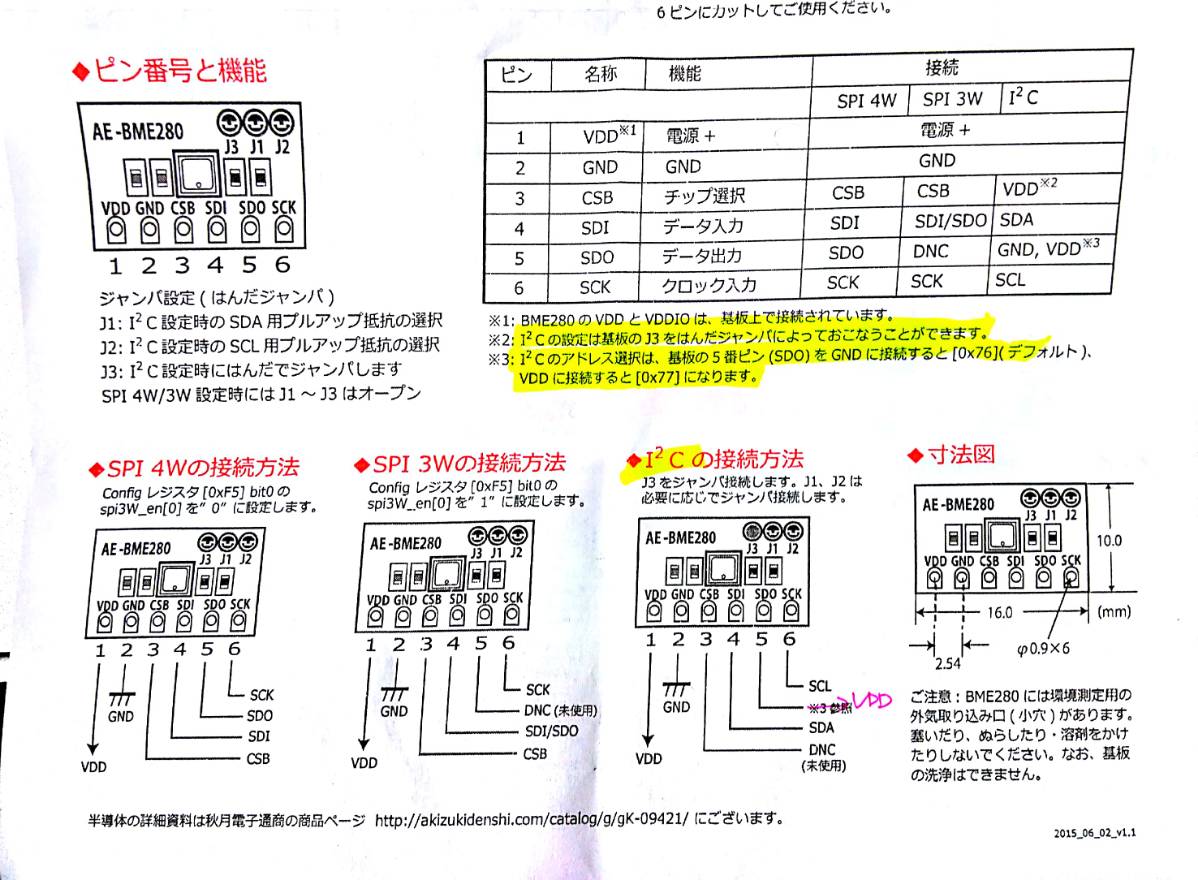 6 ピンにカットしてご使用ください。
◆ピン番号と機能
AE-BME280
J3 J1 J2
VDD GND CSB SDI SDO SCK
1 2 3 4 5 6
ジャンパ設定 ( はんだジャンパ )
J1: I²C 設定時の SDA 用プルアップ抵抗の選択
J2: I²C 設定時の SCL 用プルアップ抵抗の選択
J3: I²C 設定時にはんだでジャンパします
SPI 4W/3W 設定時には J1 ～ J3 はオープン
ピン 名称 機能 接続
SPI 4W SPI 3W I²C
1 VDD※1 電源 + 電源 +
2 GND GND GND
3 CSB チップ選択 CSB CSB VDD※2
4 SDI データ入力 SDI SDI/SDO SDA
5 SDO データ出力 SDO DNC GND, VDD※3
6 SCK クロック入力 SCK SCK SCL
※1: BME280 の VDD と VDDIO は、基板上で接続されています。
※2: I²C の設定は基板の J3 をはんだジャンパによっておこなうことができます。
※3: I²C のアドレス選択は、基板の 5 番ピン (SDO) を GND に接続すると [0x76]( デフォルト )、
VDD に接続すると [0x77] になります。
◆SPI 4Wの接続方法
Config レジスタ [0xF5] bit0 の
spi3W_en[0] を” 0” に設定します。
AE-BME280
J3 J1 J2
VDD GND CSB SDI SDO SCK
1 2 3 4 5 6
SCK
GND
SDO
SDI
CSB
VDD
◆SPI 3Wの接続方法
Config レジスタ [0xF5] bit0 の
spi3W_en[0] を” 1” に設定します。
AE-BME280
J3 J1 J2
VDD GND CSB SDI SDO SCK
1 2 3 4 5 6
SCK
GND
DNC (未使用)
SDI/SDO
CSB
VDD
◆I²C の接続方法
J3 をジャンパ接続します。J1、J2 は
必要に応じでジャンパ接続します。
AE-BME280
J3 J1 J2
VDD GND CSB SDI SDO SCK
1 2 3 4 5 6
SCL
GND
※3 参照 VDD
SDA
DNC
(未使用)
VDD
◆寸法図
AE-BME280
J3 J1 J2
VDD GND CSB SDI SDO SCK
10.0
16.0 (mm)
2.54
φ0.9×6
ご注意 : BME280 には環境測定用の
外気取り込み口 ( 小穴 ) があります。
塞いだり、ぬらしたり・溶剤をかけ
たりしないでください。なお、基板
の洗浄はできません。
半導体の詳細資料は秋月電子通商の商品ページ http://akizukidenshi.com/catalog/g/gK-09421/ にございます。
2015_06_02_v1.1